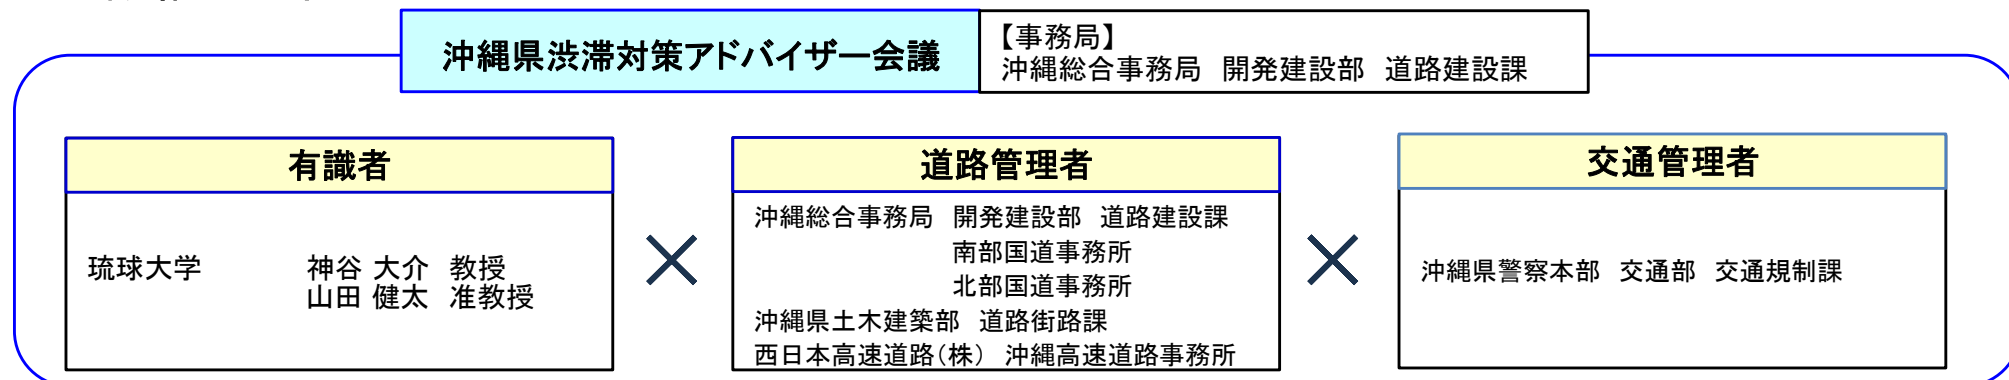 沖縄県渋滞対策アドバイザー会議
【事務局】
沖縄総合事務局 開発建設部 道路建設課
有識者
琉球大学 神谷 大介 教授
山田 健太 准教授
道路管理者
沖縄総合事務局 開発建設部 道路建設課
南部国道事務所
北部国道事務所
沖縄県土木建築部 道路街路課
西日本高速道路(株) 沖縄高速道路事務所
交通管理者
沖縄県警察本部 交通部 交通規制課